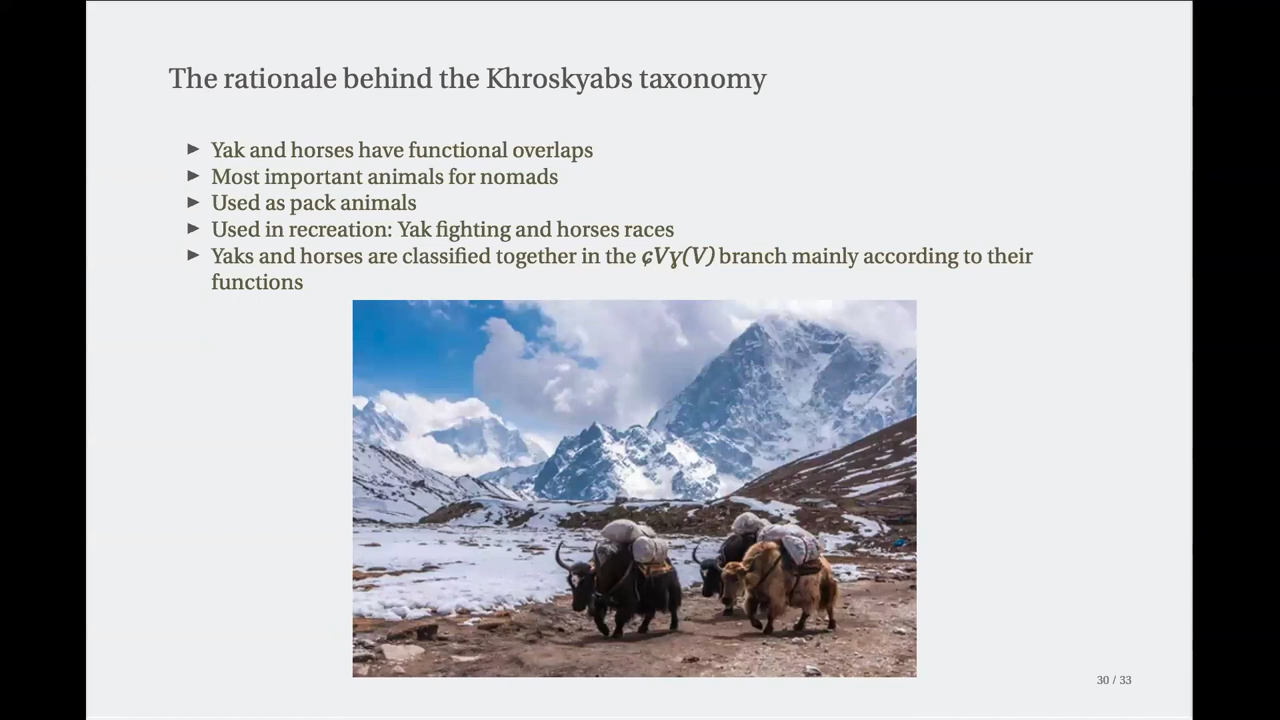 The rationale behind the Khroskyabs taxonomy
▶ Yak and horses have functional overlaps
▶ Most important animals for nomads
▶ Used as pack animals
▶ Used in recreation: Yak fighting and horses races
▶ Yaks and horses are classified together in the ɕVɣ(V) branch mainly according to their
functions
30 / 33